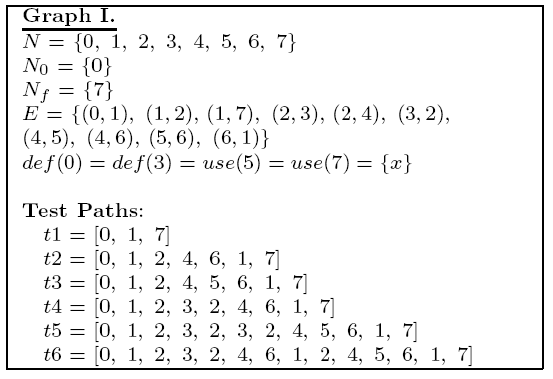 Graph I.
N = {0, 1, 2, 3, 4, 5, 6, 7}
N₀ = {0}
N_f = {7}
E = {(0, 1), (1, 2), (1, 7), (2, 3), (2, 4), (3, 2),
(4, 5), (4, 6), (5, 6), (6, 1)}
def(0) = def(3) = use(5) = use(7) = {x}
Test Paths:
t1 = [0, 1, 7]
t2 = [0, 1, 2, 4, 6, 1, 7]
t3 = [0, 1, 2, 4, 5, 6, 1, 7]
t4 = [0, 1, 2, 3, 2, 4, 6, 1, 7]
t5 = [0, 1, 2, 3, 2, 3, 2, 4, 5, 6, 1, 7]
t6 = [0, 1, 2, 3, 2, 4, 6, 1, 2, 4, 5, 6, 1, 7]